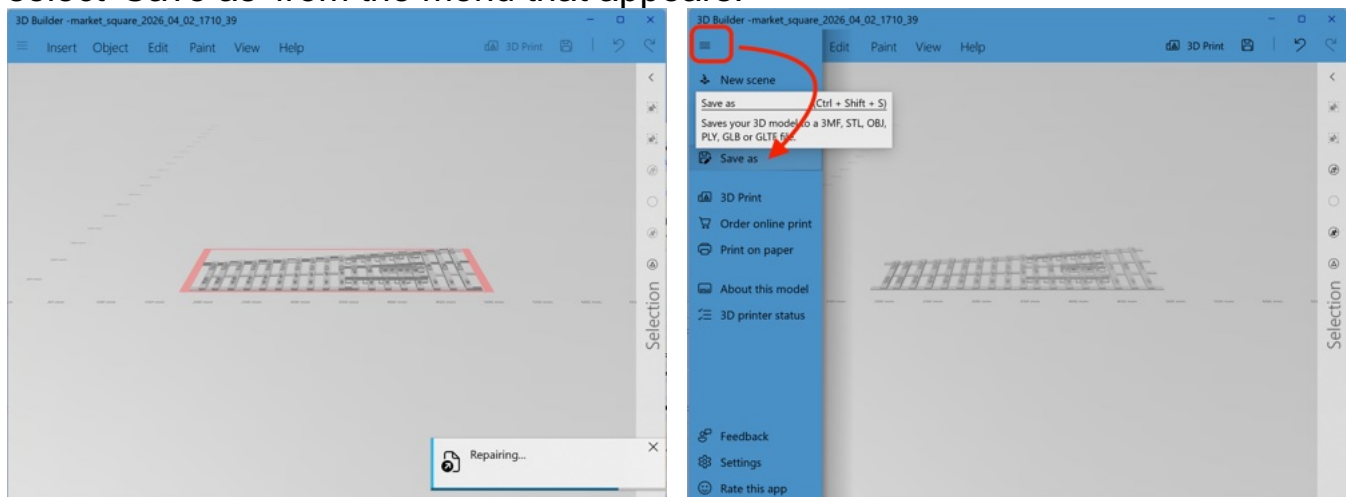 select 'Save as' from the menu that appears.
3D Builder -market_square_2026_04_02_1710_39
Insert Object Edit Paint View Help 3D Print
Selection
Repairing...
3D Builder -market_square_2026_04_02_1710_39
Edit Paint View Help 3D Print
New scene
Save as (Ctrl + Shift + S)
Saves your 3D model to a 3MF, STL, OBJ,
PLY, GLB or GLTF file.
Save as
3D Print
Order online print
Print on paper
About this model
3D printer status
Selection
Feedback
Settings
Rate this app